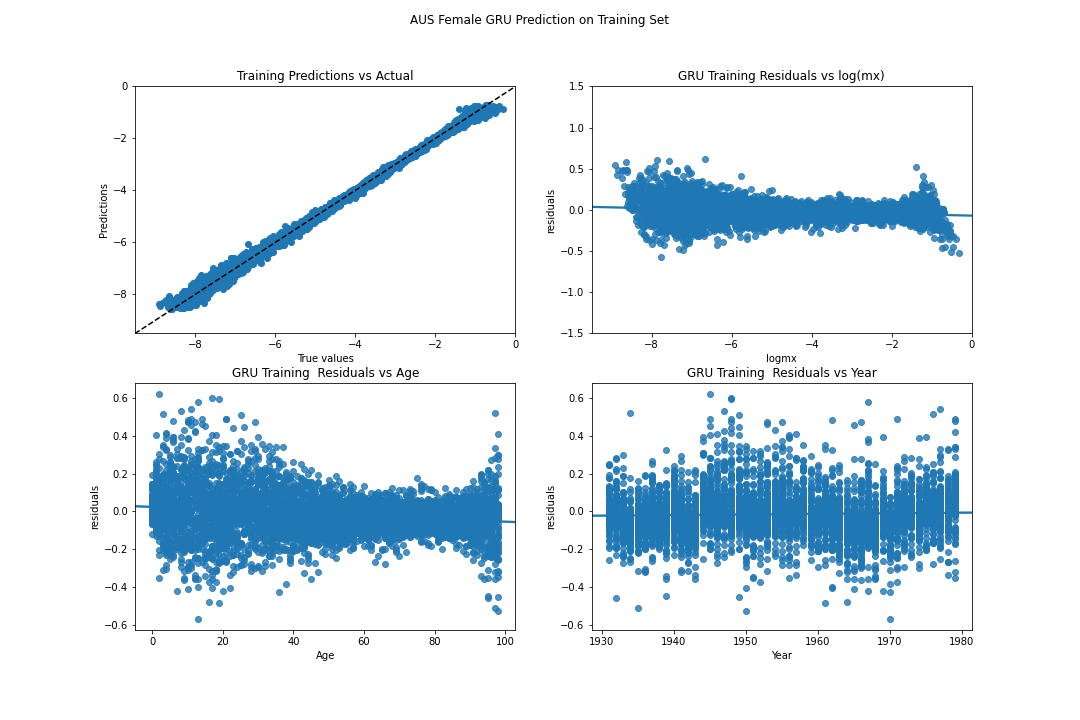 AUS Female GRU Prediction on Training Set
Training Predictions vs Actual
0
−2
−4
−6
−8
Predictions
−8 −6 −4 −2 0
True values
GRU Training Residuals vs log(mx)
1.5
1.0
0.5
0.0
−0.5
−1.0
−1.5
residuals
−8 −6 −4 −2 0
logmx
GRU Training  Residuals vs Age
0.6
0.4
0.2
0.0
−0.2
−0.4
−0.6
residuals
0 20 40 60 80 100
Age
GRU Training  Residuals vs Year
0.6
0.4
0.2
0.0
−0.2
−0.4
−0.6
residuals
1930 1940 1950 1960 1970 1980
Year